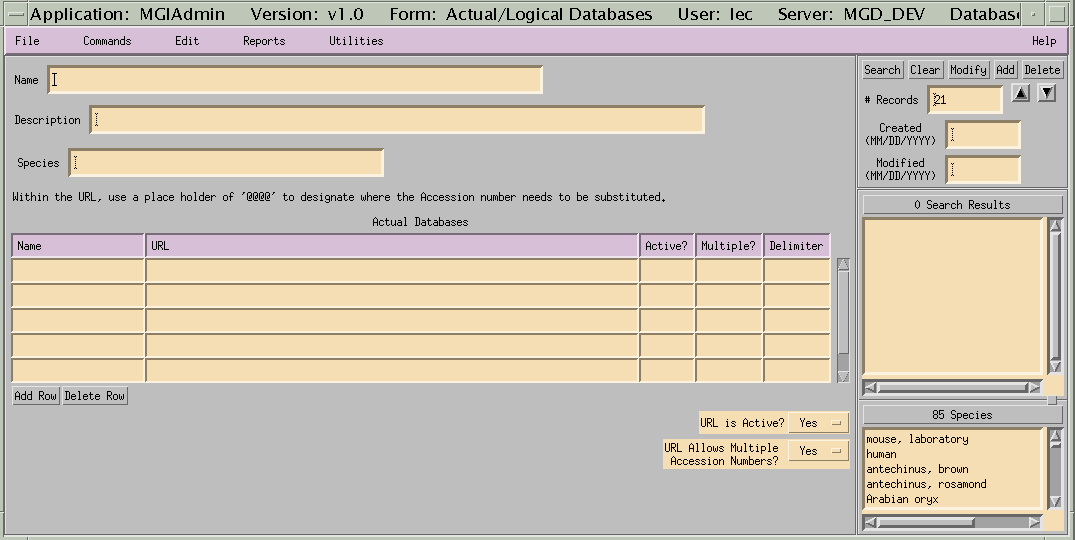 Application: MGIAdmin Version: v1.0 Form: Actual/Logical Databases User: lec Server: MGD_DEV
File Commands Edit Reports Utilities Help
Name
Description
Species
Within the URL, use a place holder of '@@@@' to designate where the Accession number needs to be substituted.
Actual Databases
Name URL Active? Multiple? Delimiter
Add Row Delete Row
URL is Active? Yes
URL Allows Multiple
Accession Numbers? Yes
Search Clear Modify Add Delete
# Records 21
Created
(MM/DD/YYYY)
Modified
(MM/DD/YYYY)
0 Search Results
85 Species
mouse, laboratory
human
antechinus, brown
antechinus, rosamond
Arabian oryx